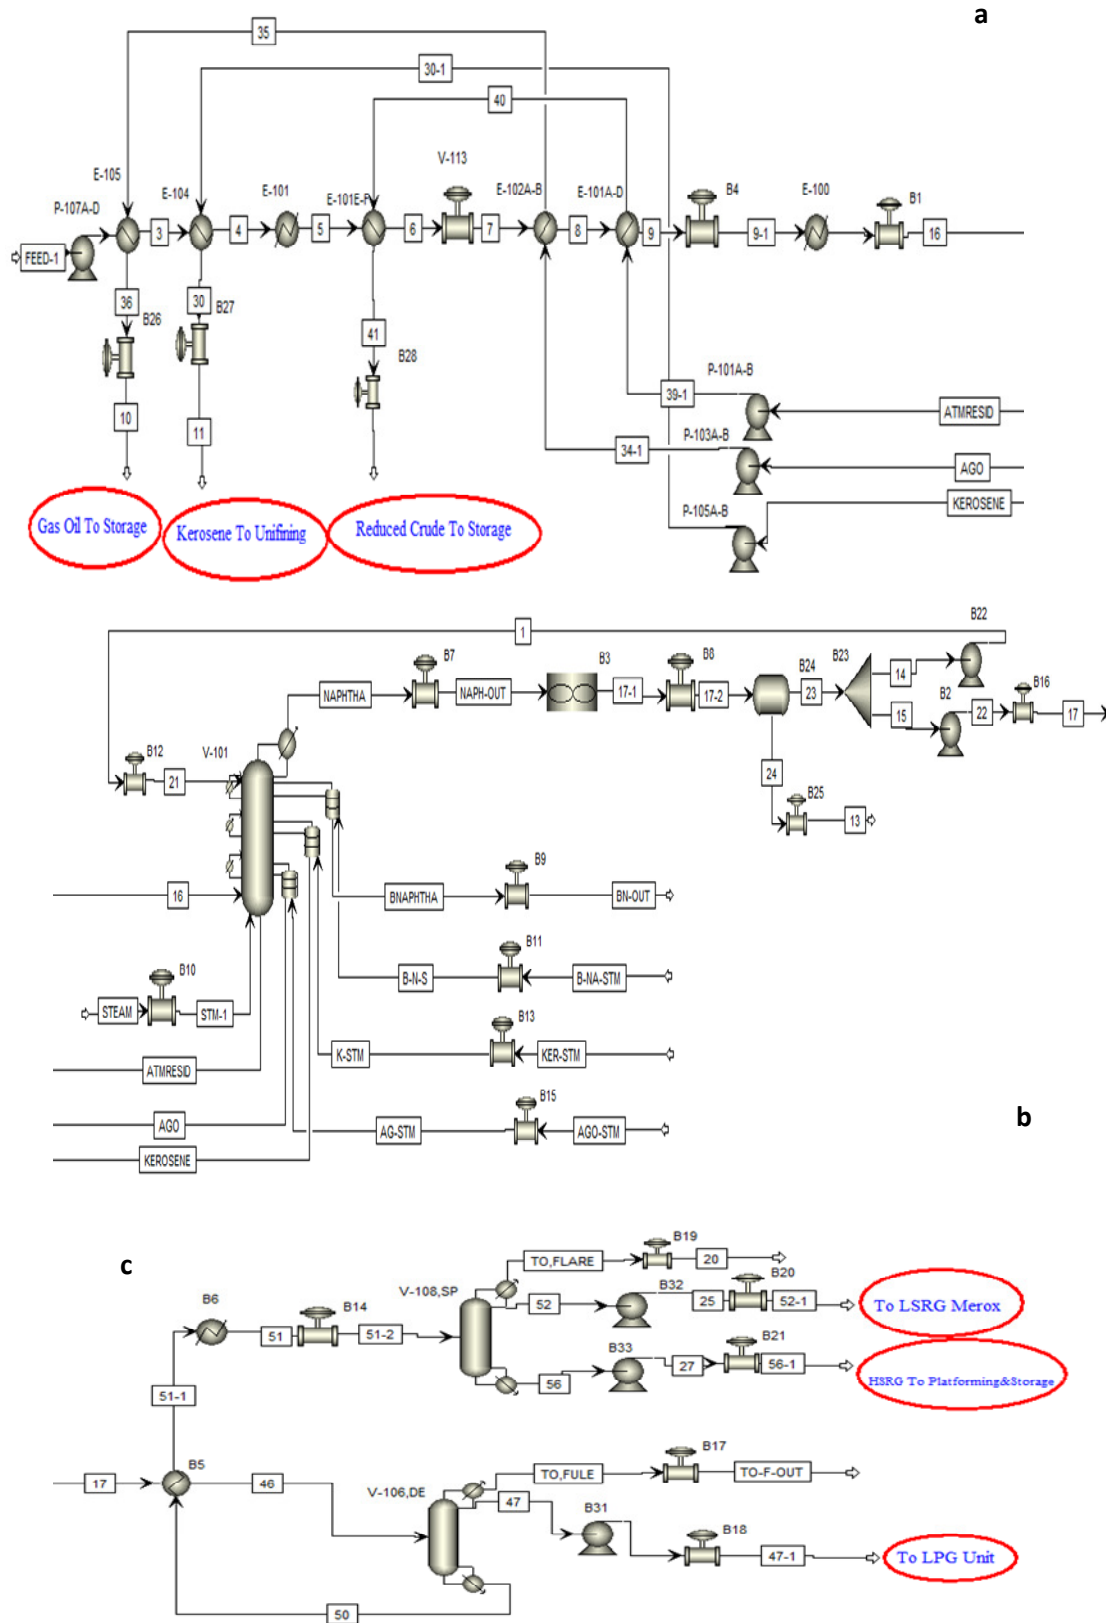 a
35
30-1
40
V-113
E-105
E-104
E-101
E-101E-F
E-102A-B
E-101A-D
B4
E-100
B1
P-107A-D
3
4
5
6
7
8
9
9-1
16
FEED-1
36
B26
30
B27
41
B28
P-101A-B
39-1
ATMRESID
10
11
P-103A-B
34-1
AGO
P-105A-B
KEROSENE
Gas Oil To Storage
Kerosene To Unifining
Reduced Crude To Storage
1
B22
B7
B3
B8
B24
B23
14
B16
NAPHTHA
NAPH-OUT
17-1
17-2
23
15
B2
22
17
B12
V-101
21
24
B25
13
16
B9
BNAPHTHA
BN-OUT
B10
B11
B-N-S
B-NA-STM
STEAM
STM-1
B13
K-STM
KER-STM
ATMRESID
B15
AGO
AG-STM
AGO-STM
b
KEROSENE
c
B19
TO,FLARE
20
V-108,SP
B32
B20
B6
B14
52
25
52-1
To LSRG Merox
51
51-2
B33
B21
56
27
56-1
HSRG To Platforming&Storage
51-1
B17
17
B5
46
V-106,DE
TO,FULE
TO-F-OUT
47
B31
B18
47-1
To LPG Unit
50